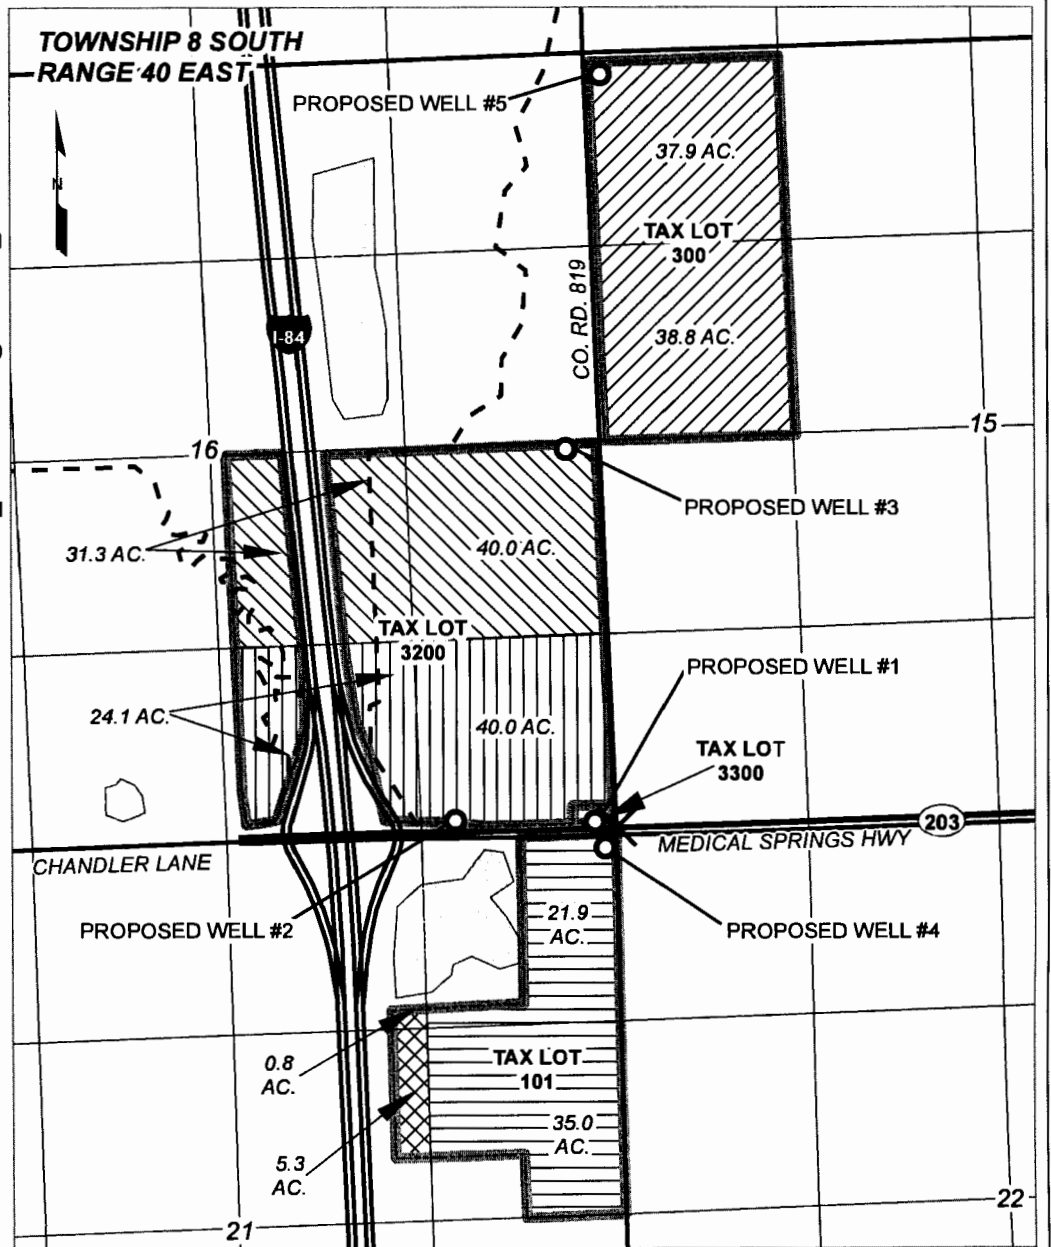 TOWNSHIP 8 SOUTH
RANGE 40 EAST
N
PROPOSED WELL #5
37.9 AC.
TAX LOT
300
CO. RD. 819
38.8 AC.
I-84
16
15
PROPOSED WELL #3
31.3 AC.
40.0 AC.
TAX LOT
3200
PROPOSED WELL #1
24.1 AC.
40.0 AC.
TAX LOT
3300
203
MEDICAL SPRINGS HWY
CHANDLER LANE
PROPOSED WELL #2
21.9
AC.
PROPOSED WELL #4
0.8
AC.
TAX LOT
101
35.0
AC.
5.3
AC.
21
22